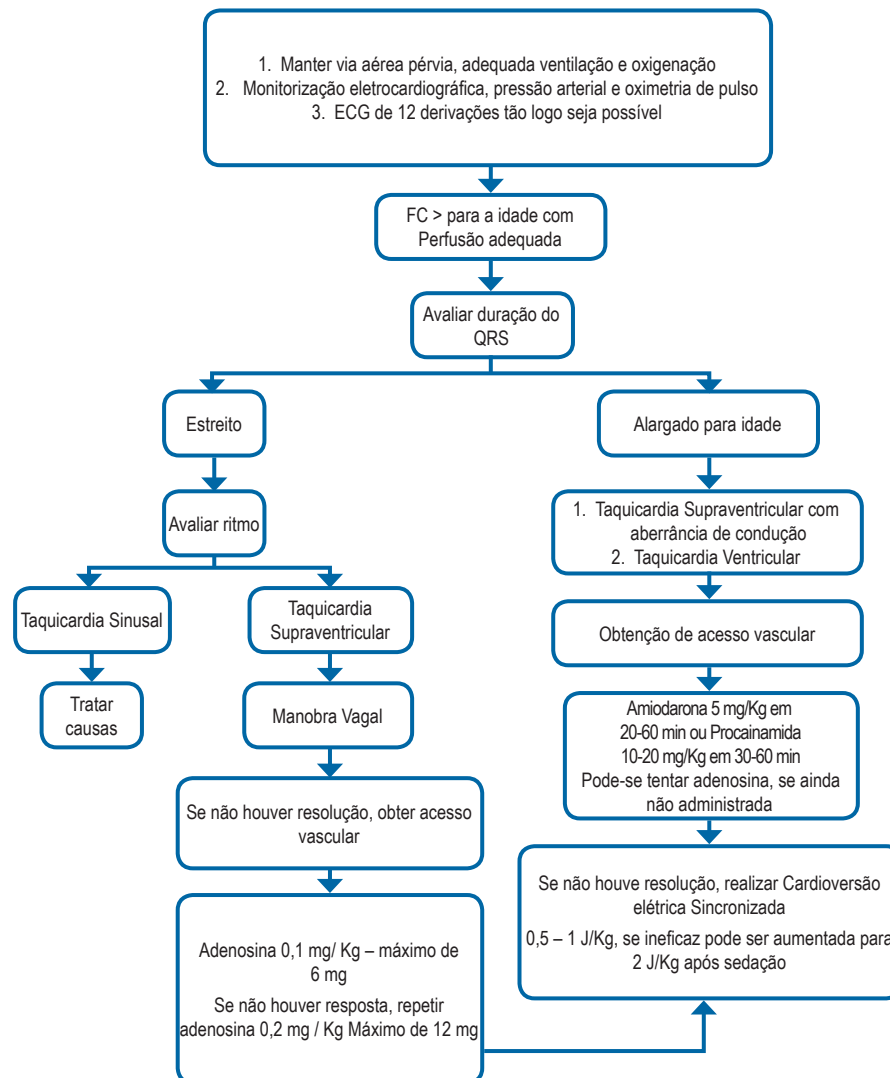 1. Manter via aérea pérvia, adequada ventilação e oxigenação
2. Monitorização eletrocardiográfica, pressão arterial e oximetria de pulso
3. ECG de 12 derivações tão logo seja possível
FC > para a idade com
Perfusão adequada
Avaliar duração do
QRS
Estreito
Alargado para idade
Avaliar ritmo
1. Taquicardia Supraventricular com
aberrância de condução
2. Taquicardia Ventricular
Taquicardia Sinusal
Taquicardia
Supraventricular
Obtenção de acesso vascular
Tratar
causas
Manobra Vagal
Amiodarona 5 mg/Kg em
20-60 min ou Procainamida
10-20 mg/Kg em 30-60 min
Pode-se tentar adenosina, se ainda
não administrada
Se não houver resolução, obter acesso
vascular
Se não houve resolução, realizar Cardioversão
elétrica Sincronizada
0,5 – 1 J/Kg, se ineficaz pode ser aumentada para
2 J/Kg após sedação
Adenosina 0,1 mg/ Kg – máximo de
6 mg
Se não houver resposta, repetir
adenosina 0,2 mg / Kg Máximo de 12 mg